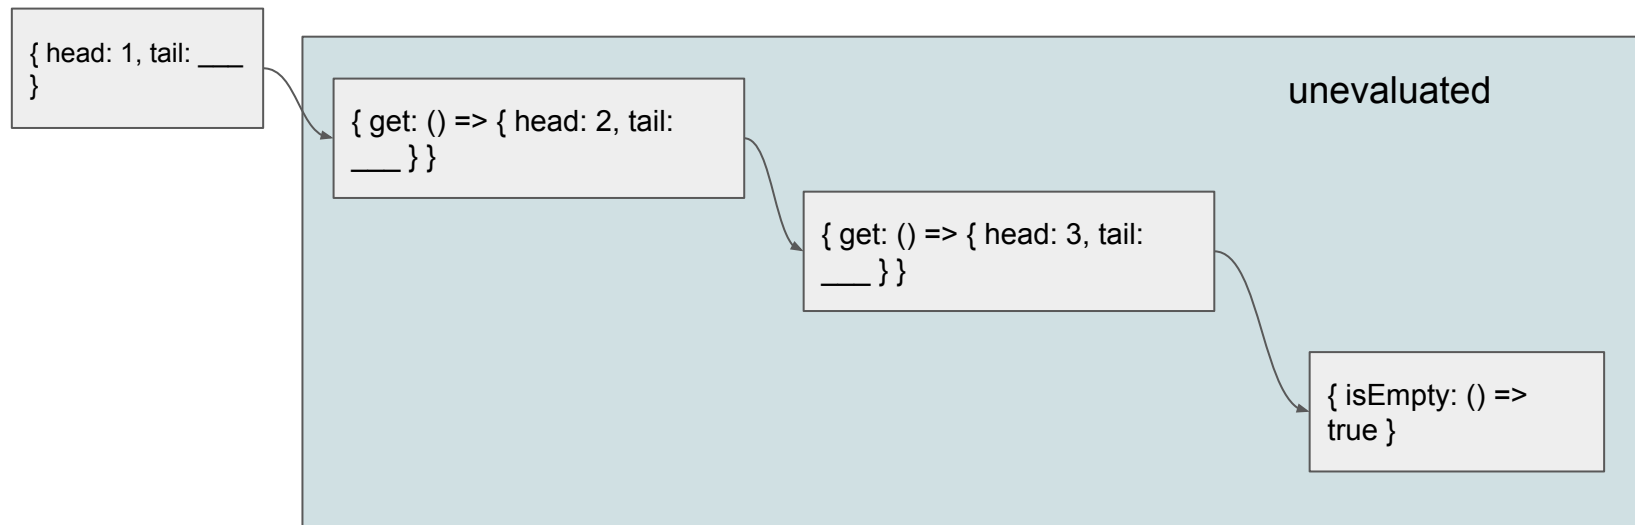 { head: 1, tail: ___
}
unevaluated
{ get: () => { head: 2, tail:
___ } }
{ get: () => { head: 3, tail:
___ } }
{ isEmpty: () =>
true }